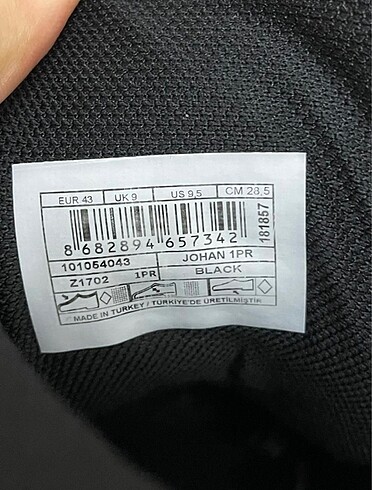 EUR 43 UK 9 US 9,5 CM 28,5
8 682894 657342
181857
101054043 JOHAN 1PR
Z1702 1PR BLACK
MADE IN TURKEY / TÜRKİYE'DE ÜRETİLMİŞTİR